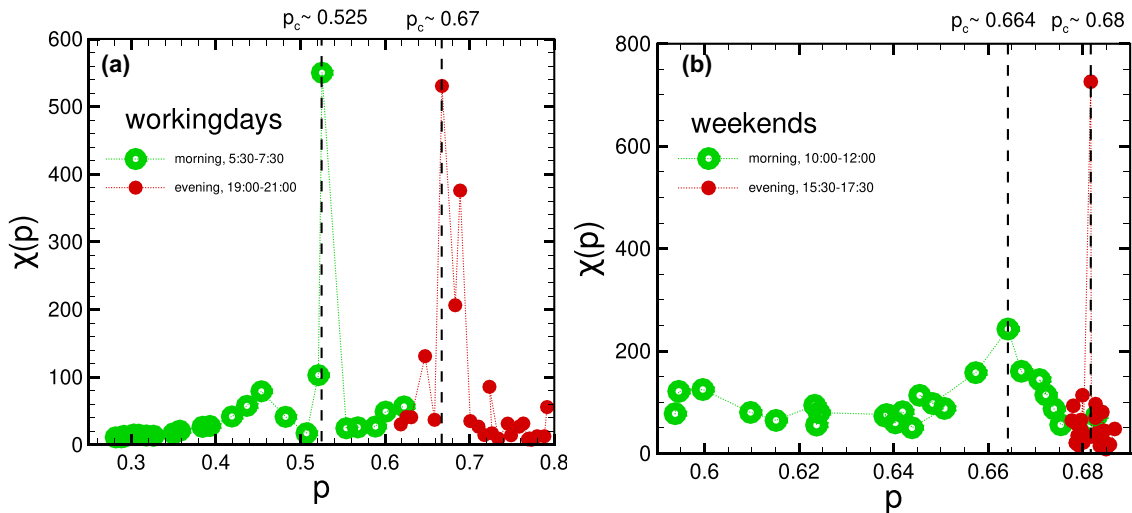 p_c~ 0.525 p_c~ 0.67
(a)
600
500
400
300
200
100
0
χ(p)
workingdays
morning, 5:30-7:30
evening, 19:00-21:00
0.3 0.4 0.5 0.6 0.7 0.8
p
p_c~ 0.664 p_c~ 0.68
(b)
800
600
400
200
0
χ(p)
weekends
morning, 10:00-12:00
evening, 15:30-17:30
0.6 0.62 0.64 0.66 0.68
p